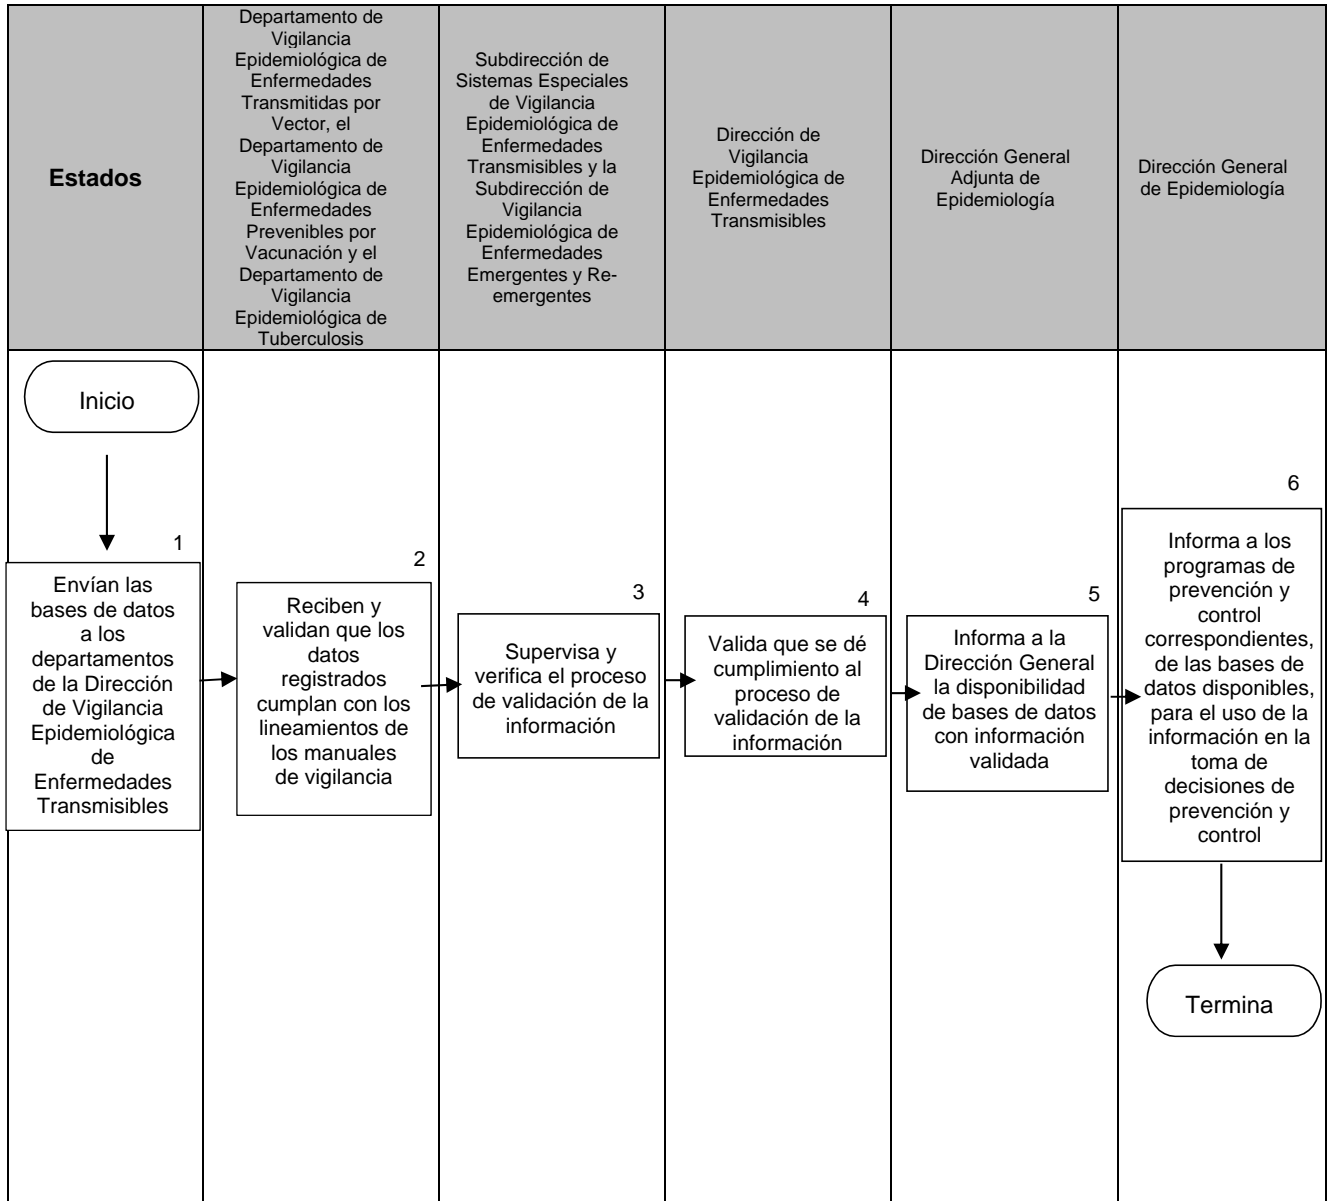 Estados
Departamento de
Vigilancia
Epidemiológica de
Enfermedades
Transmitidas por
Vector, el
Departamento de
Vigilancia
Epidemiológica de
Enfermedades
Prevenibles por
Vacunación y el
Departamento de
Vigilancia
Epidemiológica de
Tuberculosis
Subdirección de
Sistemas Especiales
de Vigilancia
Epidemiológica de
Enfermedades
Transmisibles y la
Subdirección de
Vigilancia
Epidemiológica de
Enfermedades
Emergentes y Re-
emergentes
Dirección de
Vigilancia
Epidemiológica de
Enfermedades
Transmisibles
Dirección General
Adjunta de
Epidemiología
Dirección General
de Epidemiología
Inicio
1
Envían las
bases de datos
a los
departamentos
de la Dirección
de Vigilancia
Epidemiológica
de
Enfermedades
Transmisibles
2
Reciben y
validan que los
datos
registrados
cumplan con los
lineamientos de
los manuales
de vigilancia
3
Supervisa y
verifica el proceso
de validación de la
información
4
Valida que se dé
cumplimiento al
proceso de
validación de la
información
5
Informa a la
Dirección General
la disponibilidad
de bases de datos
con información
validada
6
Informa a los
programas de
prevención y
control
correspondientes,
de las bases de
datos disponibles,
para el uso de la
información en la
toma de
decisiones de
prevención y
control
Termina